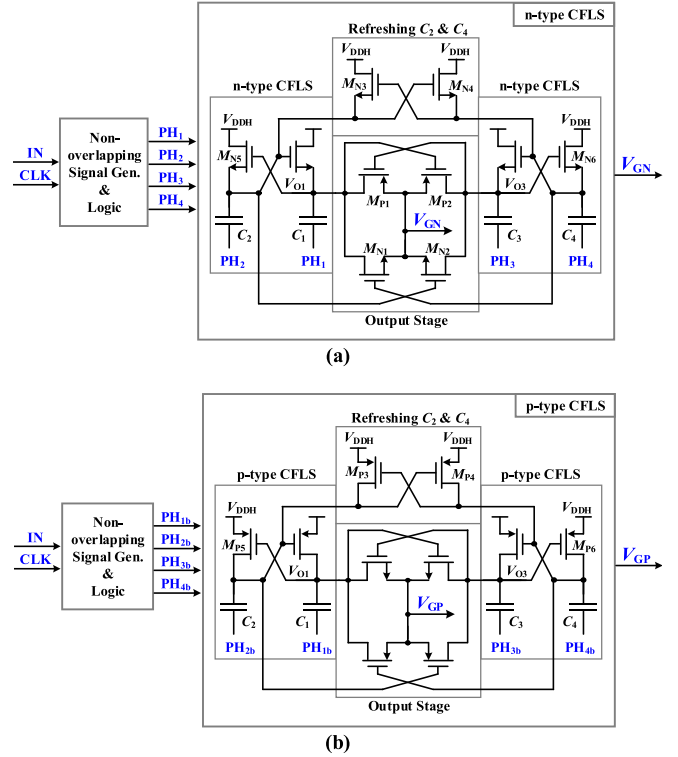 n-type CFLS
Refreshing C2 & C4
VDDH VDDH
MN3 MN4
n-type CFLS n-type CFLS
VDDH VDDH
MN5 MN6
VO1 VO3
MP1 MP2
VGN
MN1 MN2
C2 C1 C3 C4
PH2 PH1 PH3 PH4
Output Stage
IN
CLK
Non-
overlapping
Signal Gen.
&
Logic
PH1
PH2
PH3
PH4
VGN
(a)
p-type CFLS
Refreshing C2 & C4
VDDH VDDH
MP3 MP4
p-type CFLS p-type CFLS
VDDH VDDH
MP5 MP6
VO1 VO3
VGP
C2 C1 C3 C4
PH2b PH1b PH3b PH4b
Output Stage
IN
CLK
Non-
overlapping
Signal Gen.
&
Logic
PH1b
PH2b
PH3b
PH4b
VGP
(b)